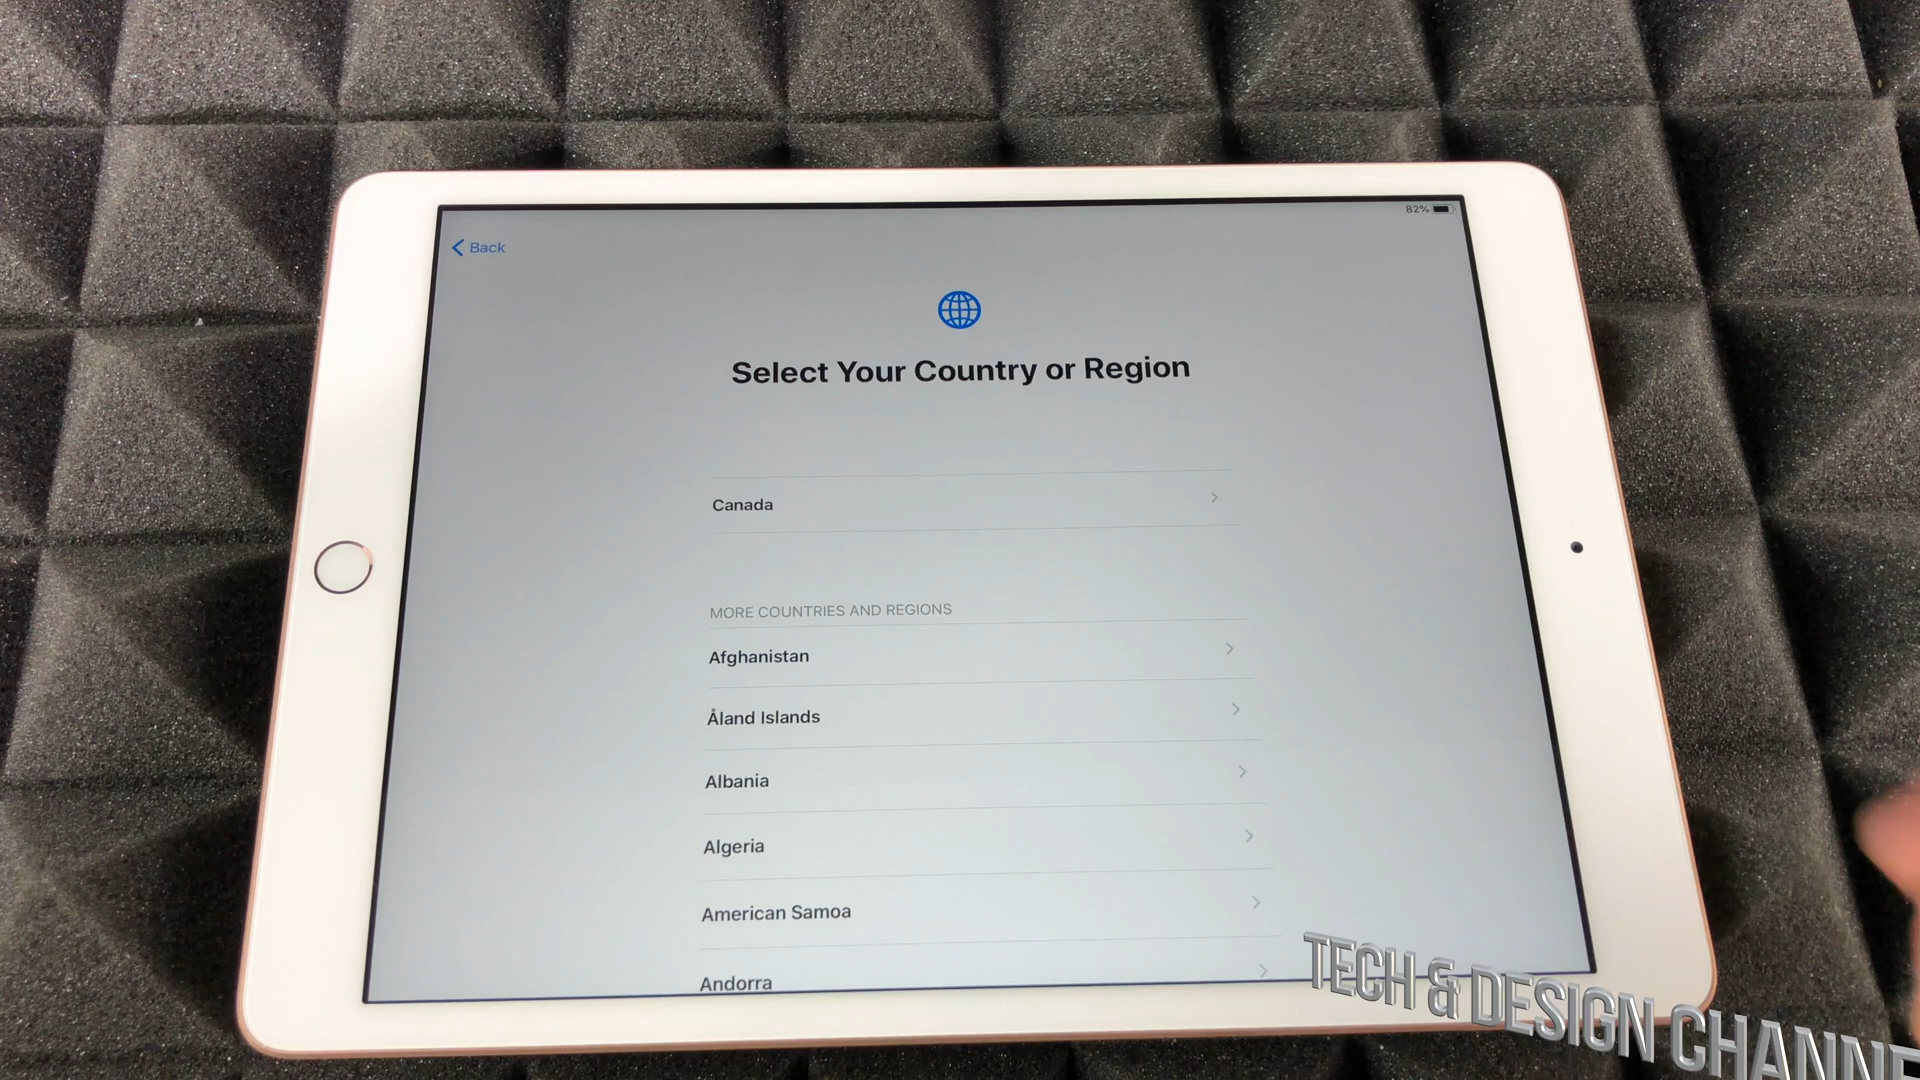 82%
Back
Select Your Country or Region
Canada
MORE COUNTRIES AND REGIONS
Afghanistan
Åland Islands
Albania
Algeria
American Samoa
Andorra
TECH & DESIGN CHANNE